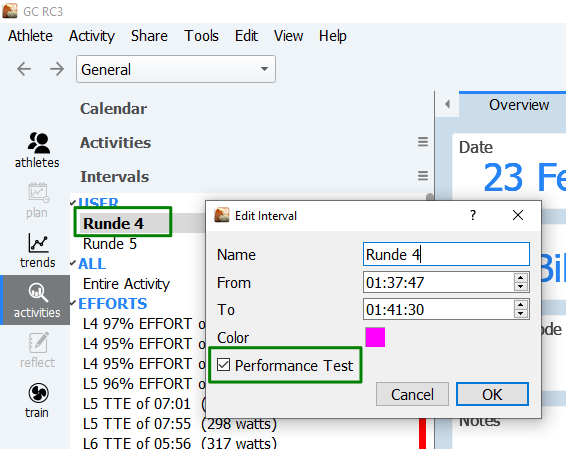 GC RC3
Athlete Activity Share Tools Edit View Help
General
Calendar
Activities
Intervals
athletes
plan
trends
activities
reflect
train
USER
Runde 4
Runde 5
ALL
Entire Activity
EFFORTS
L4 97% EFFORT o
L4 95% EFFORT o
L4 95% EFFORT o
L5 96% EFFORT o
L5 TTE of 07:01 (
L5 TTE of 07:55 (298 watts)
L6 TTE of 05:56 (317 watts)
Overview
Date
23 Fe
Bil
ode
Notes
Edit Interval
?
Name Runde 4
From 01:37:47
To 01:41:30
Color
Performance Test
Cancel OK